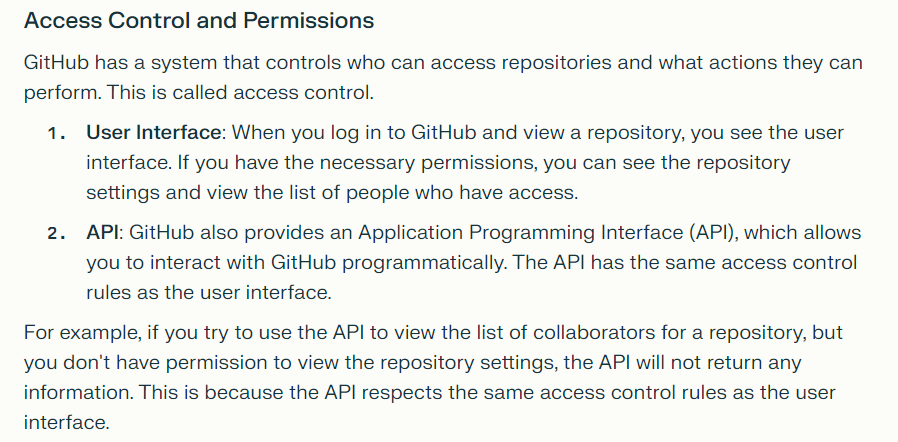 Access Control and Permissions
GitHub has a system that controls who can access repositories and what actions they can
perform. This is called access control.
1. User Interface: When you log in to GitHub and view a repository, you see the user
interface. If you have the necessary permissions, you can see the repository
settings and view the list of people who have access.
2. API: GitHub also provides an Application Programming Interface (API), which allows
you to interact with GitHub programmatically. The API has the same access control
rules as the user interface.
For example, if you try to use the API to view the list of collaborators for a repository, but
you don't have permission to view the repository settings, the API will not return any
information. This is because the API respects the same access control rules as the user
interface.